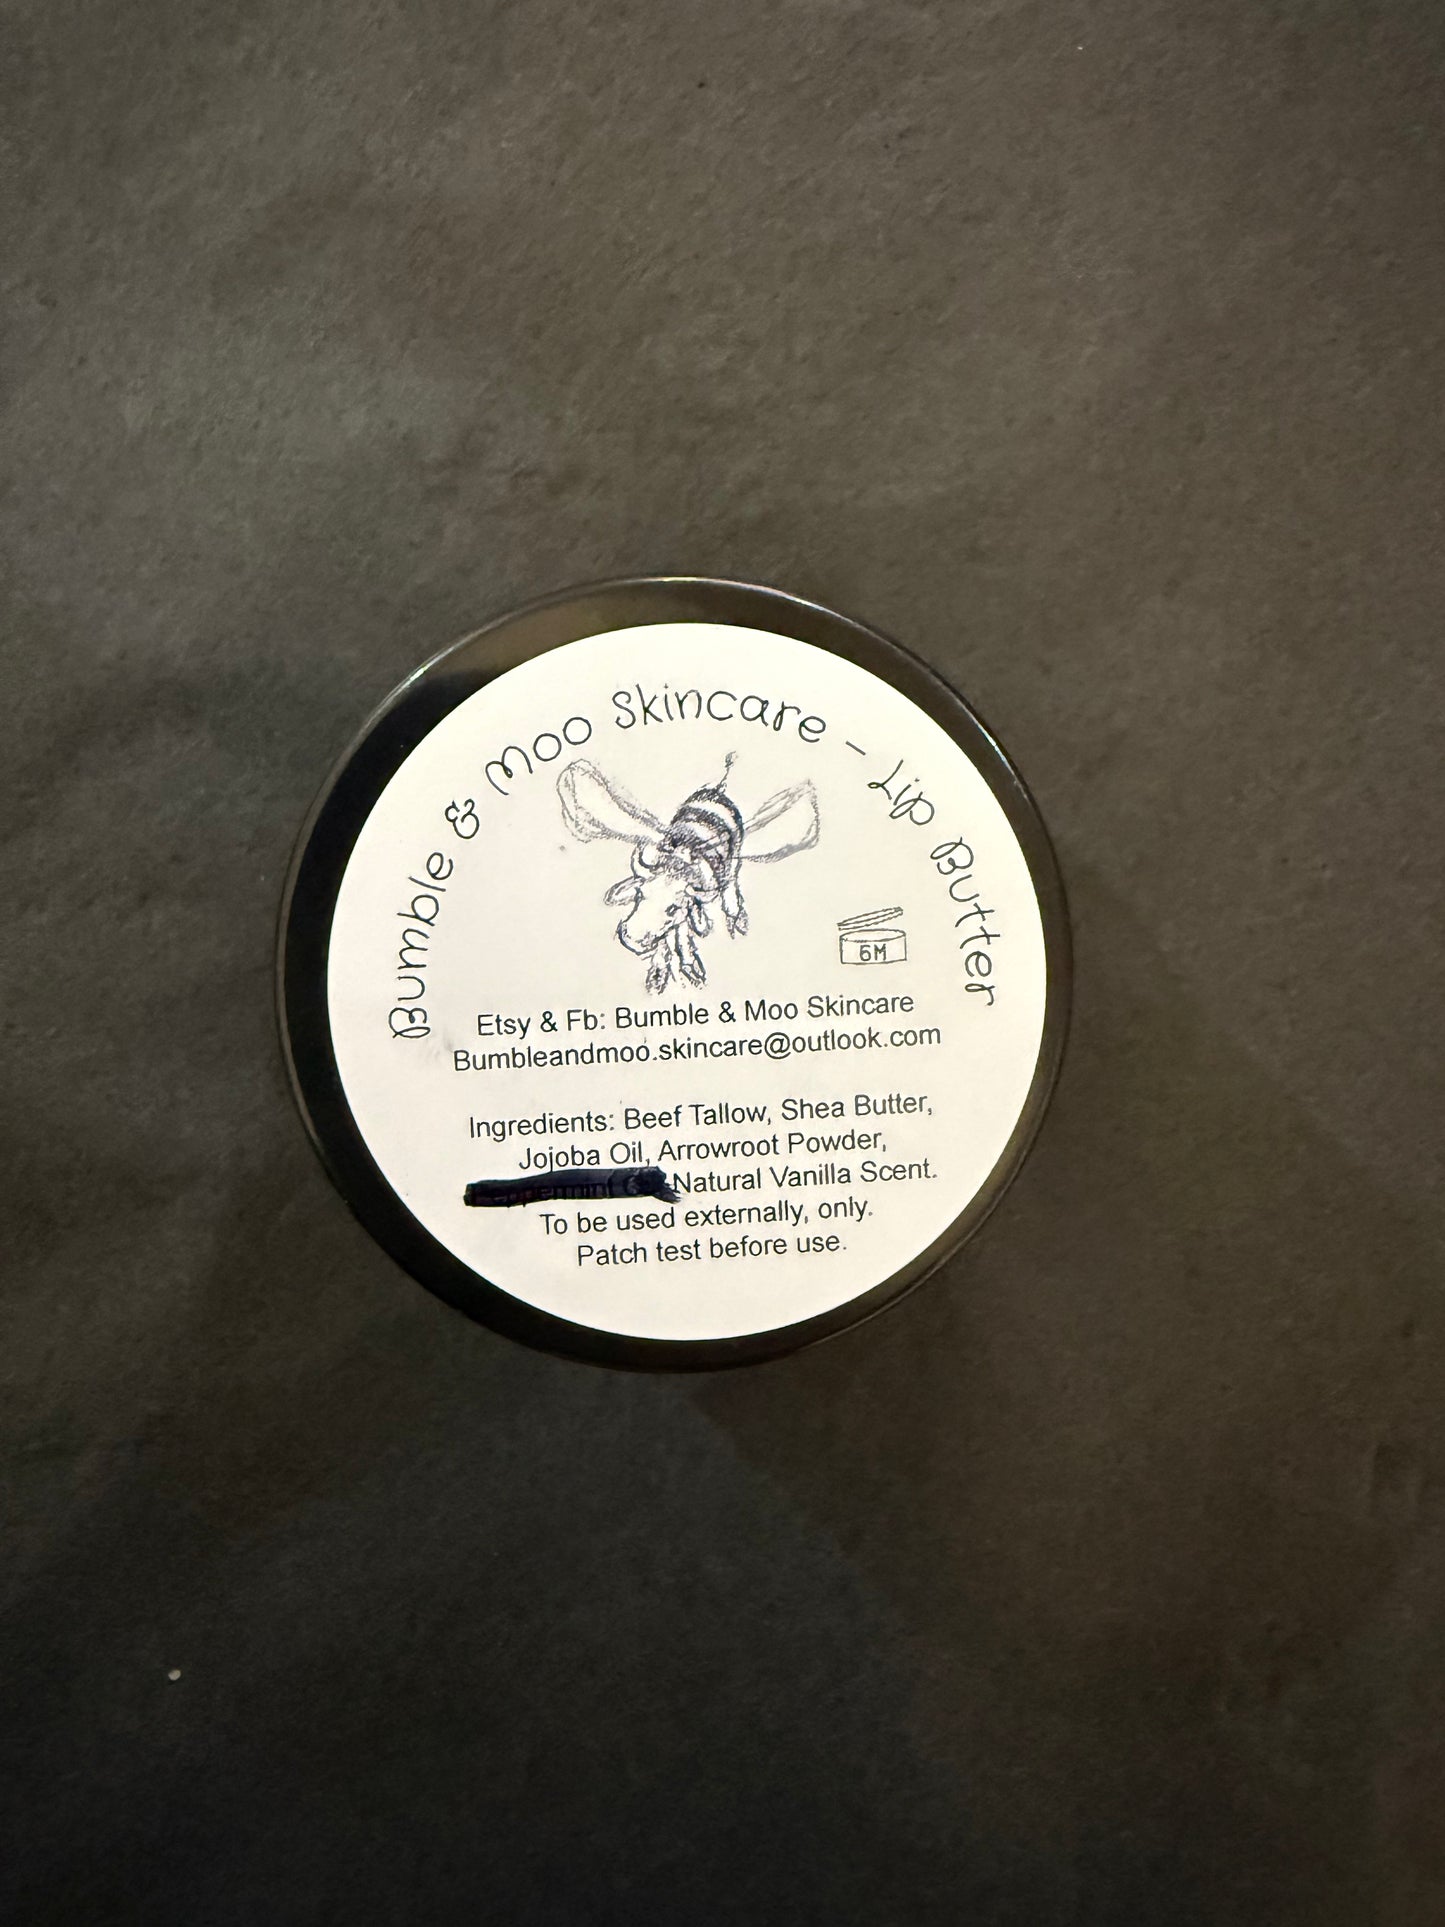 Bumble & Moo Skincare - Lip Butter
6M
Etsy & Fb: Bumble & Moo Skincare
Bumbleandmoo.skincare@outlook.com
Ingredients: Beef Tallow, Shea Butter,
Jojoba Oil, Arrowroot Powder,
Natural Vanilla Scent.
To be used externally, only.
Patch test before use.